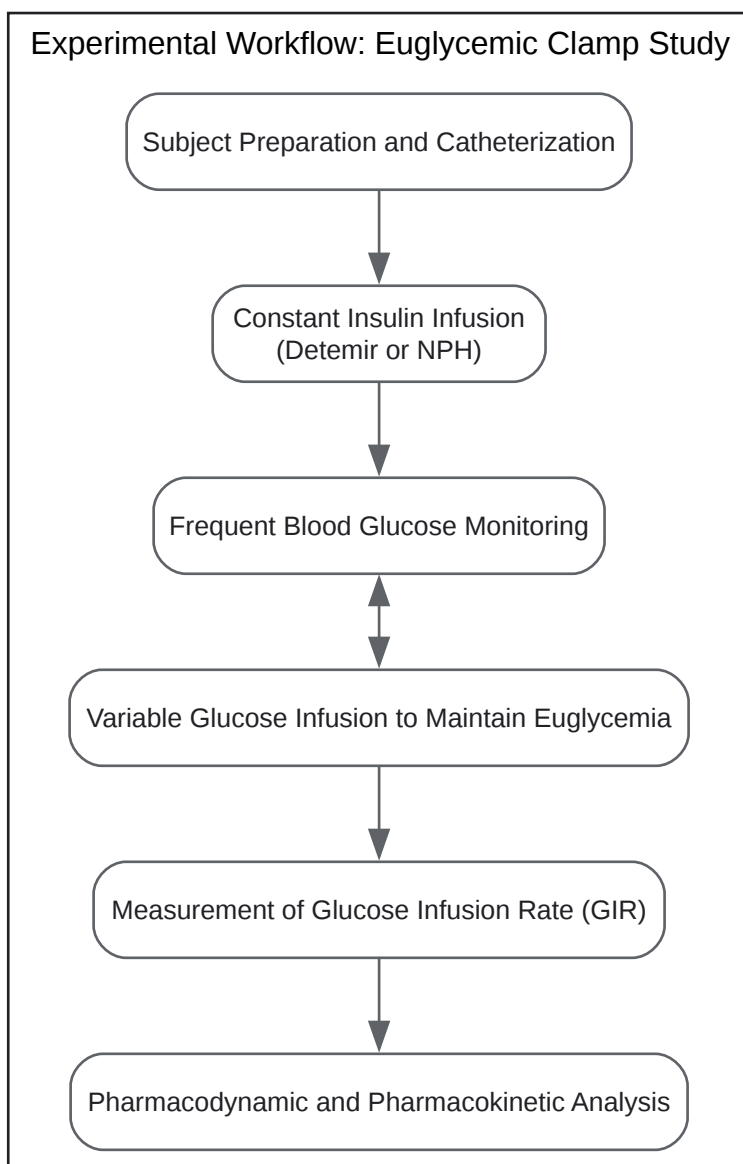 Experimental Workflow: Euglycemic Clamp Study
Subject Preparation and Catheterization
Constant Insulin Infusion
(Detemir or NPH)
Frequent Blood Glucose Monitoring
Variable Glucose Infusion to Maintain Euglycemia
Measurement of Glucose Infusion Rate (GIR)
Pharmacodynamic and Pharmacokinetic Analysis